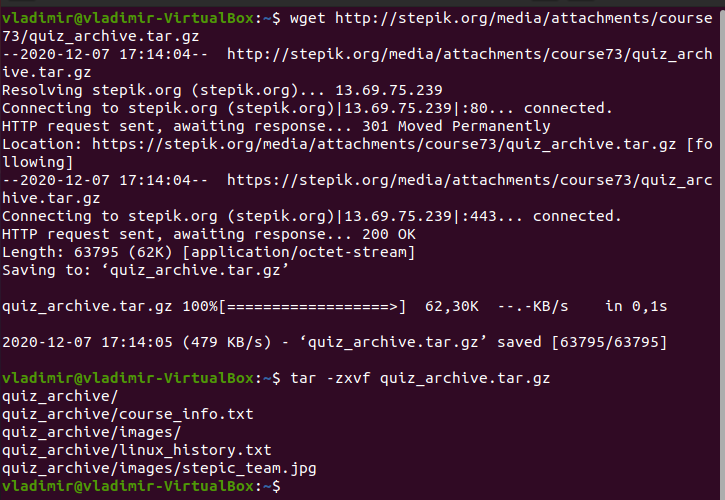 vladimir@vladimir-VirtualBox:~$ wget http://stepik.org/media/attachments/course
73/quiz_archive.tar.gz
--2020-12-07 17:14:04--  http://stepik.org/media/attachments/course73/quiz_arch
ive.tar.gz
Resolving stepik.org (stepik.org)... 13.69.75.239
Connecting to stepik.org (stepik.org)|13.69.75.239|:80... connected.
HTTP request sent, awaiting response... 301 Moved Permanently
Location: https://stepik.org/media/attachments/course73/quiz_archive.tar.gz [fo
llowing]
--2020-12-07 17:14:04--  https://stepik.org/media/attachments/course73/quiz_arc
hive.tar.gz
Connecting to stepik.org (stepik.org)|13.69.75.239|:443... connected.
HTTP request sent, awaiting response... 200 OK
Length: 63795 (62K) [application/octet-stream]
Saving to: ‘quiz_archive.tar.gz’
quiz_archive.tar.gz 100%[==================>]  62,30K  --.-KB/s    in 0,1s
2020-12-07 17:14:05 (479 KB/s) - ‘quiz_archive.tar.gz’ saved [63795/63795]
vladimir@vladimir-VirtualBox:~$ tar -zxvf quiz_archive.tar.gz
quiz_archive/
quiz_archive/course_info.txt
quiz_archive/images/
quiz_archive/linux_history.txt
quiz_archive/images/stepic_team.jpg
vladimir@vladimir-VirtualBox:~$